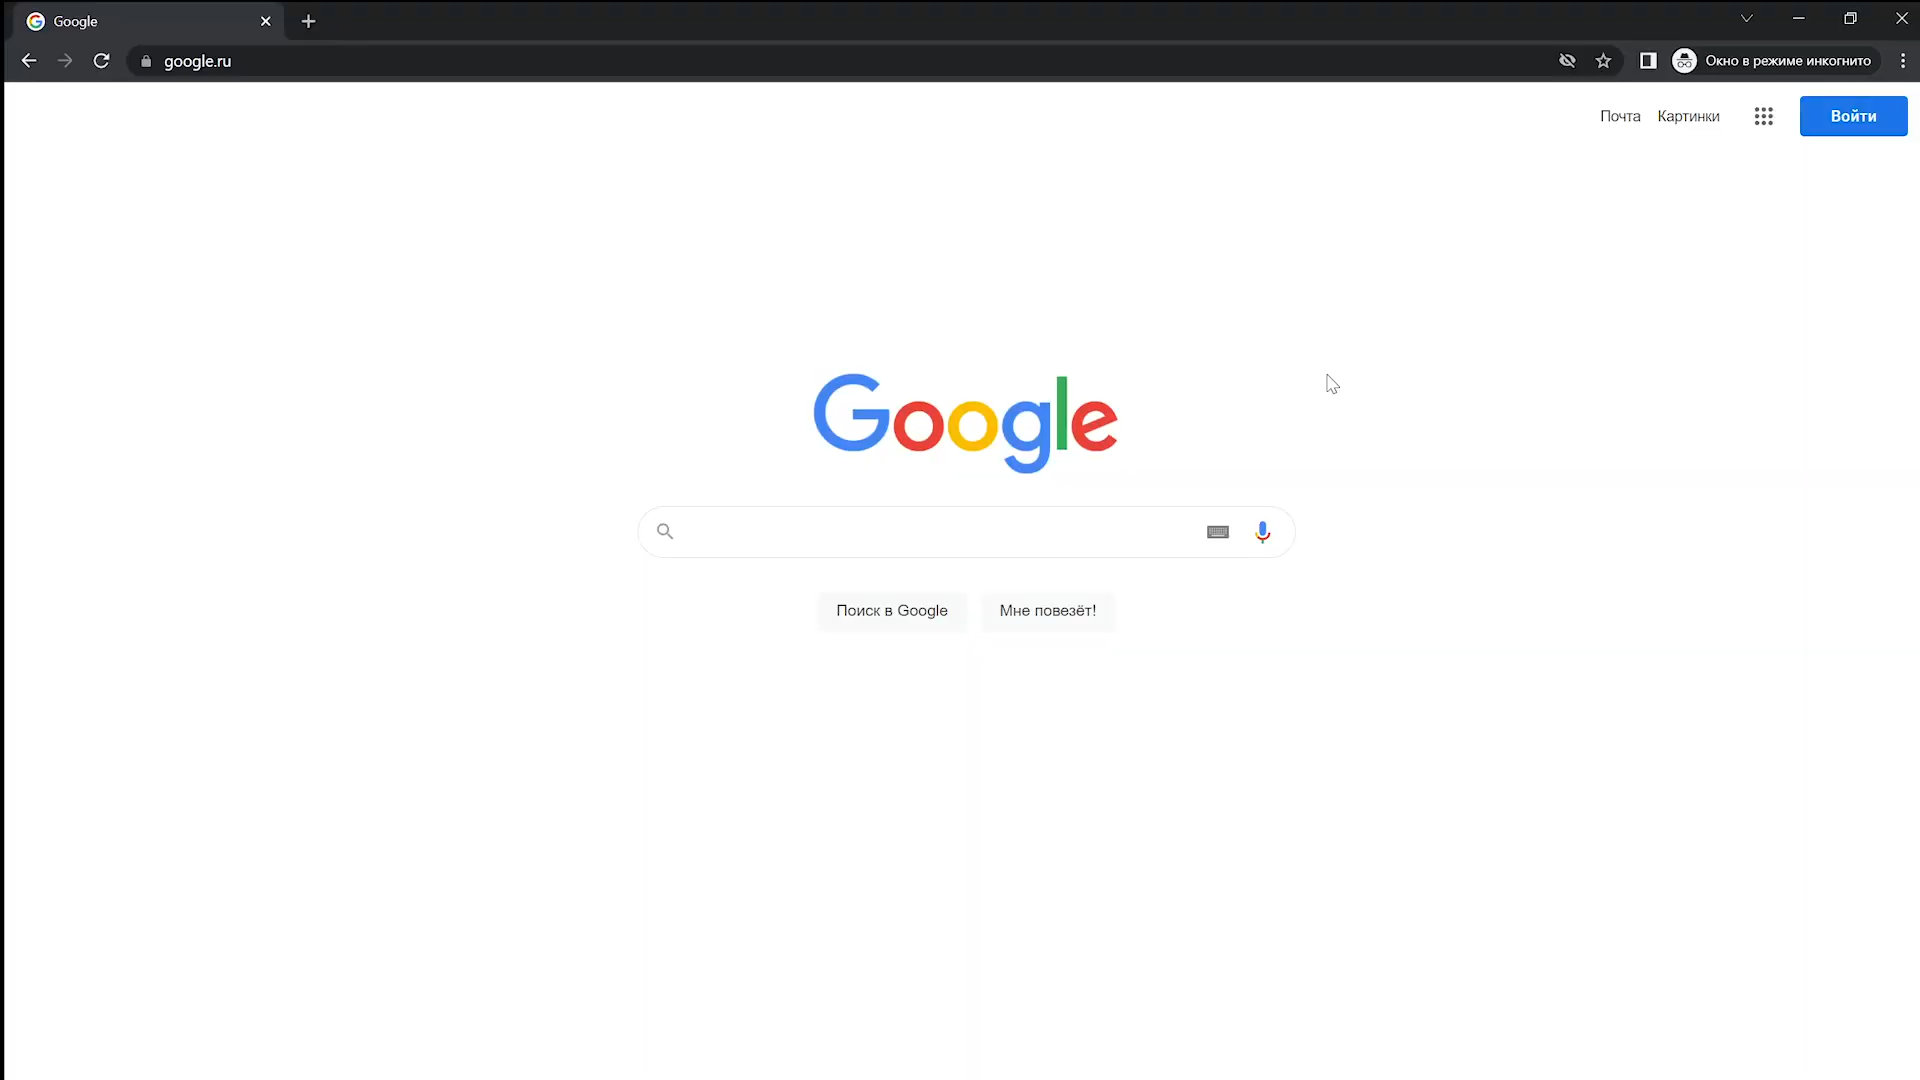 Google
google.ru
Окно в режиме инкогнито
Почта
Картинки
Войти
Google
Поиск в Google
Мне повезёт!